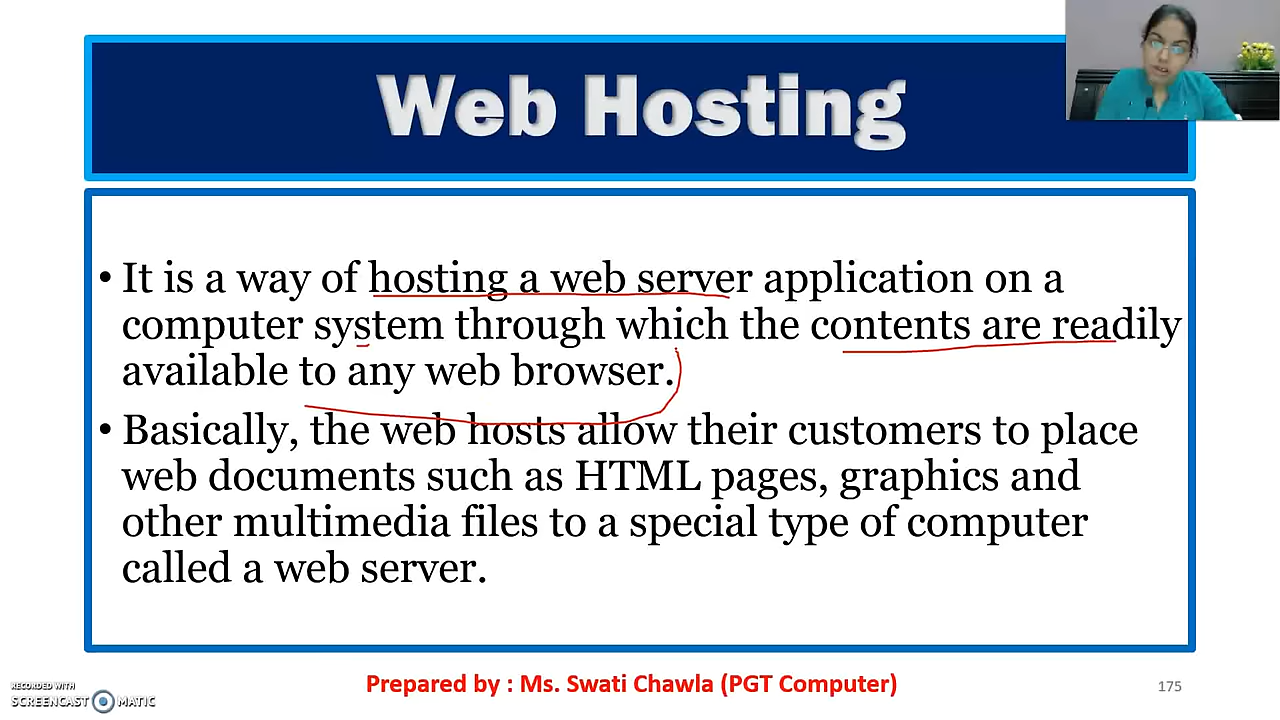 Web Hosting
• It is a way of hosting a web server application on a
computer system through which the contents are readily
available to any web browser.
• Basically, the web hosts allow their customers to place
web documents such as HTML pages, graphics and
other multimedia files to a special type of computer
called a web server.
Prepared by : Ms. Swati Chawla (PGT Computer)
175
RECORDED WITH
SCREENCAST MATIC